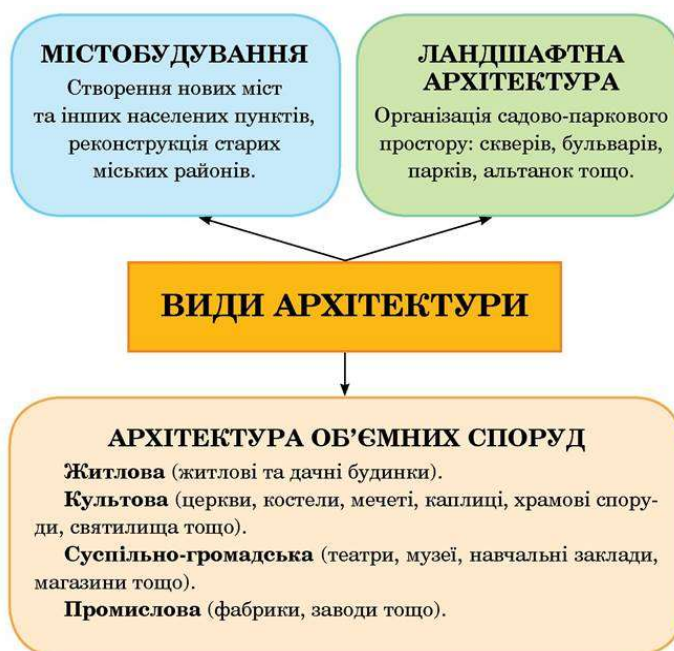 МІСТОБУДУВАННЯ
Створення нових міст
та інших населених пунктів,
реконструкція старих
міських районів.
ЛАНДШАФТНА
АРХІТЕКТУРА
Організація садово-паркового
простору: скверів, бульварів,
парків, альтанок тощо.
ВИДИ АРХІТЕКТУРИ
АРХІТЕКТУРА ОБ’ЄМНИХ СПОРУД
Житлова (житлові та дачні будинки).
Культова (церкви, костели, мечеті, каплиці, храмові спору-
ди, святилища тощо).
Суспільно-громадська (театри, музеї, навчальні заклади,
магазини тощо).
Промислова (фабрики, заводи тощо).